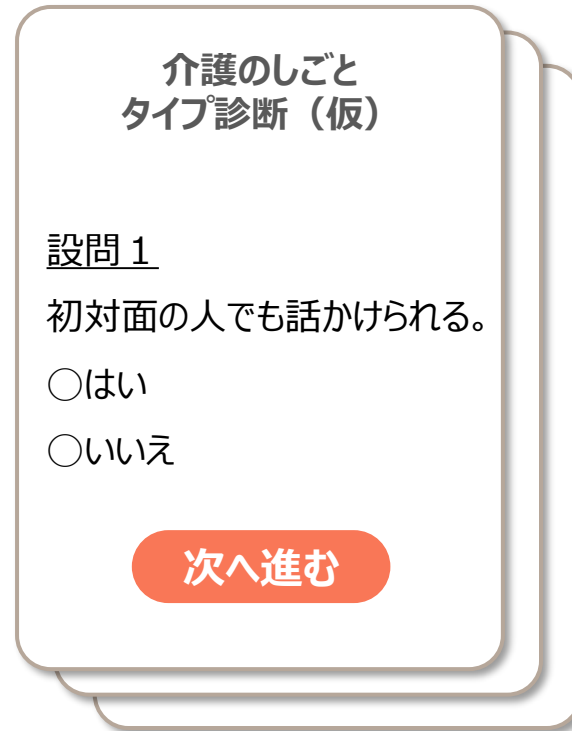 介護のしごと
タイプ診断（仮）
設問１
初対面の人でも話かけられる。
○はい
○いいえ
次へ進む